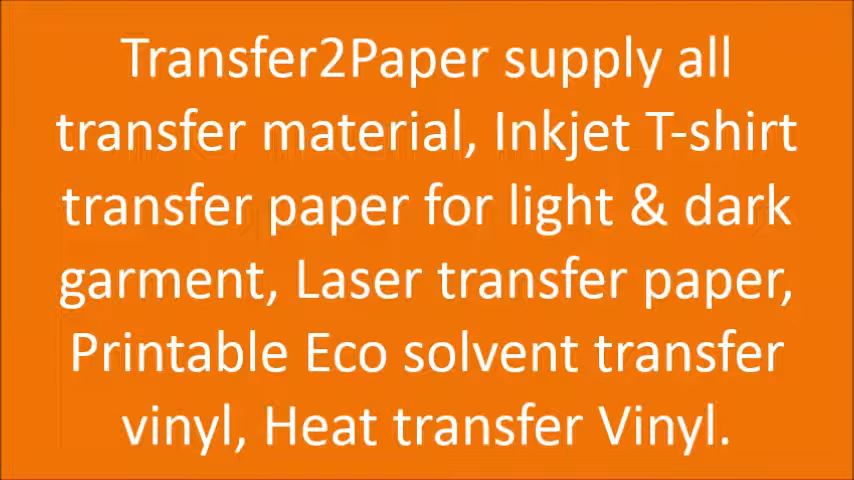 Transfer2Paper supply all
transfer material, Inkjet T-shirt
transfer paper for light & dark
garment, Laser transfer paper,
Printable Eco solvent transfer
vinyl, Heat transfer Vinyl.